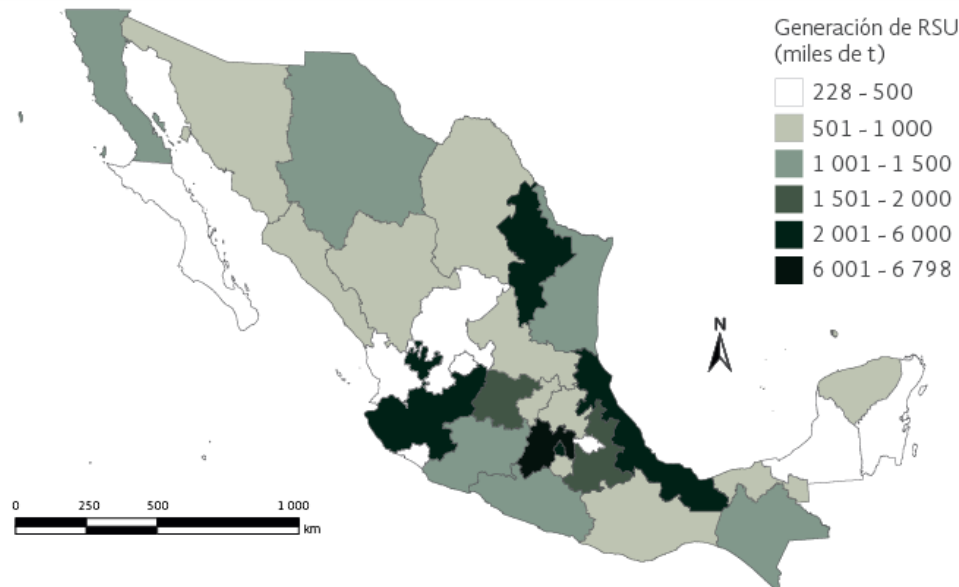 Generación de RSU
(miles de t)
228 - 500
501 - 1 000
1 001 - 1 500
1 501 - 2 000
2 001 - 6 000
6 001 - 6 798
N
0 250 500 1 000
km